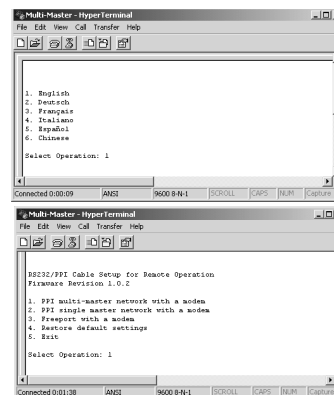 Multi-Master - HyperTerminal
File Edit View Call Transfer Help
1. English
2. Deutsch
3. Français
4. Italiano
5. Español
6. Chinese
Select Operation: 1
Connected 0:00:09 ANSI 9600 8-N-1 SCROLL CAPS NUM Capture
Multi-Master - HyperTerminal
File Edit View Call Transfer Help
RS232/PPI Cable Setup for Remote Operation
Firmware Revision 1.0.2
1. PPI multi-master network with a modem
2. PPI single master network with a modem
3. Freeport with a modem
4. Restore default settings
5. Exit
Select Operation: 1
Connected 0:01:38 ANSI 9600 8-N-1 SCROLL CAPS NUM Capture